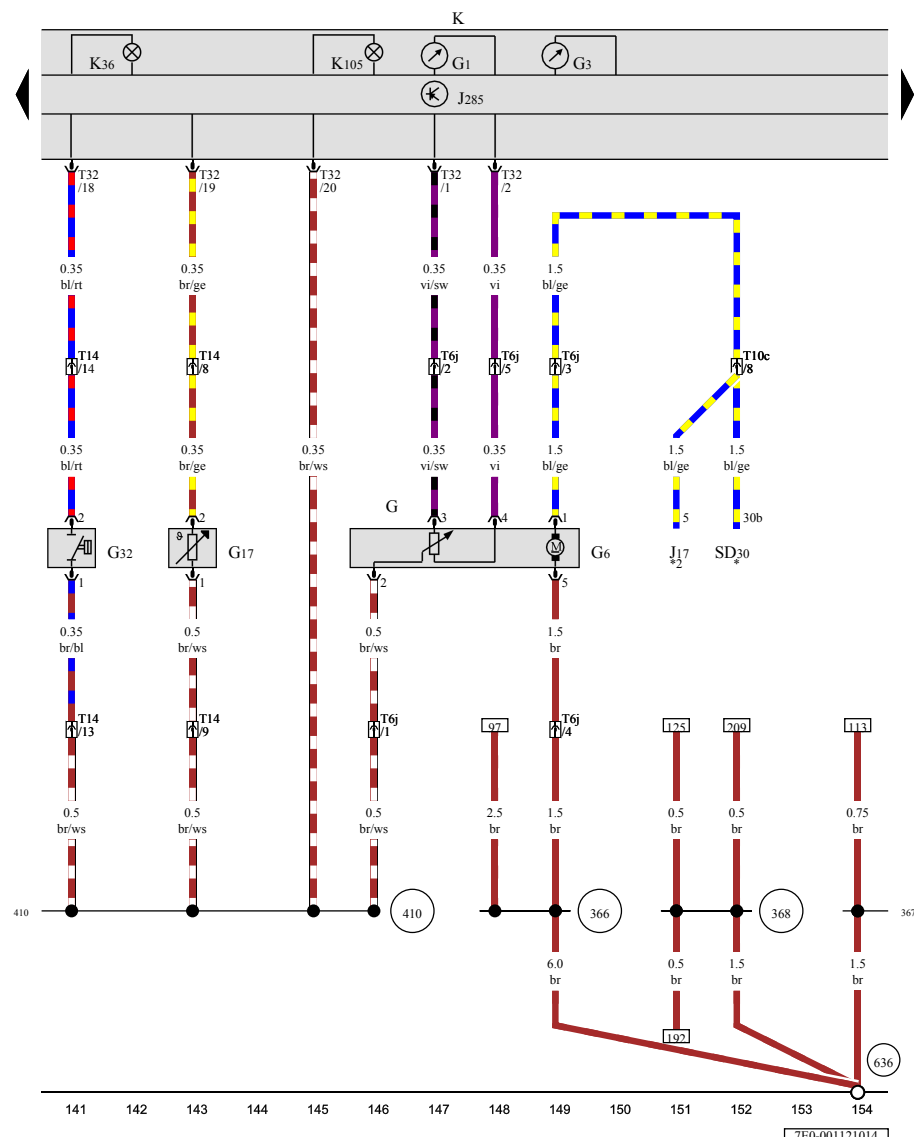 K
K36
K105
G1
G3
J285
T32
/18
T32
/19
T32
/20
T32
/1
T32
/2
0.35
bl/rt
0.35
br/ge
0.35
vi/sw
0.35
vi
1.5
bl/ge
T14
/14
T14
/8
T6j
/2
T6j
/5
T6j
/3
T10c
/8
0.35
bl/rt
0.35
br/ge
0.35
br/ws
0.35
vi/sw
0.35
vi
1.5
bl/ge
1.5
bl/ge
1.5
bl/ge
G
2
2
3
4
1
5
30b
G32
ϑ
G17
M
G6
J17
*2
SD30
*
1
1
2
5
0.35
br/bl
0.5
br/ws
0.5
br/ws
1.5
br
T14
/13
T14
/9
T6j
/1
97
T6j
/4
125
209
113
0.5
br/ws
0.5
br/ws
0.5
br/ws
2.5
br
1.5
br
0.5
br
0.5
br
0.75
br
410
410
366
368
367
6.0
br
0.5
br
1.5
br
1.5
br
192
636
141 142 143 144 145 146 147 148 149 150 151 152 153 154
7E0-001121014